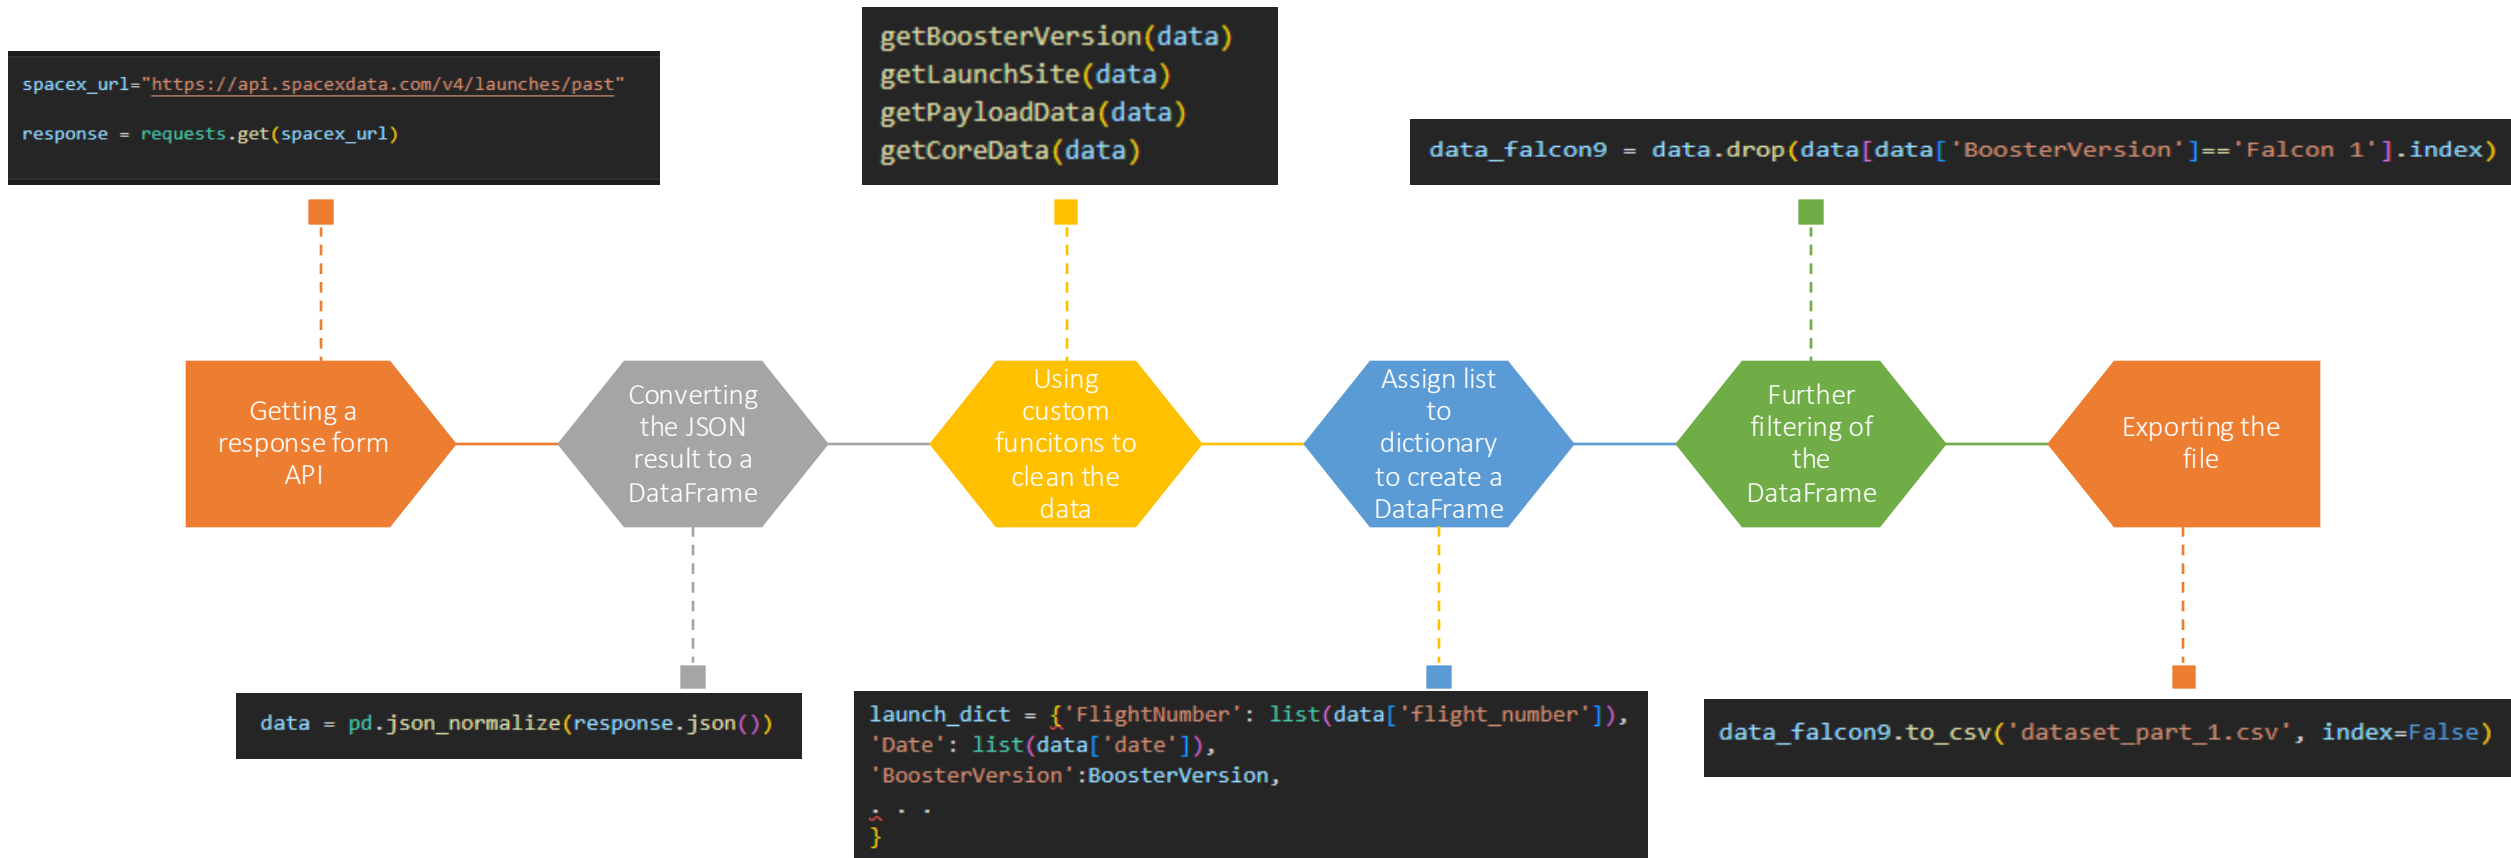 spacex_url="https://api.spacexdata.com/v4/launches/past"
response = requests.get(spacex_url)
getBoosterVersion(data)
getLaunchSite(data)
getPayloadData(data)
getCoreData(data)
data_falcon9 = data.drop(data[data['BoosterVersion']=='Falcon 1'].index)
Getting a
response form
API
Converting
the JSON
result to a
DataFrame
Using
custom
funcitons to
clean the
data
Assign list
to
dictionary
to create a
DataFrame
Further
filtering of
the
DataFrame
Exporting the
file
data = pd.json_normalize(response.json())
launch_dict = {'FlightNumber': list(data['flight_number']),
'Date': list(data['date']),
'BoosterVersion':BoosterVersion,
. . .
}
data_falcon9.to_csv('dataset_part_1.csv', index=False)